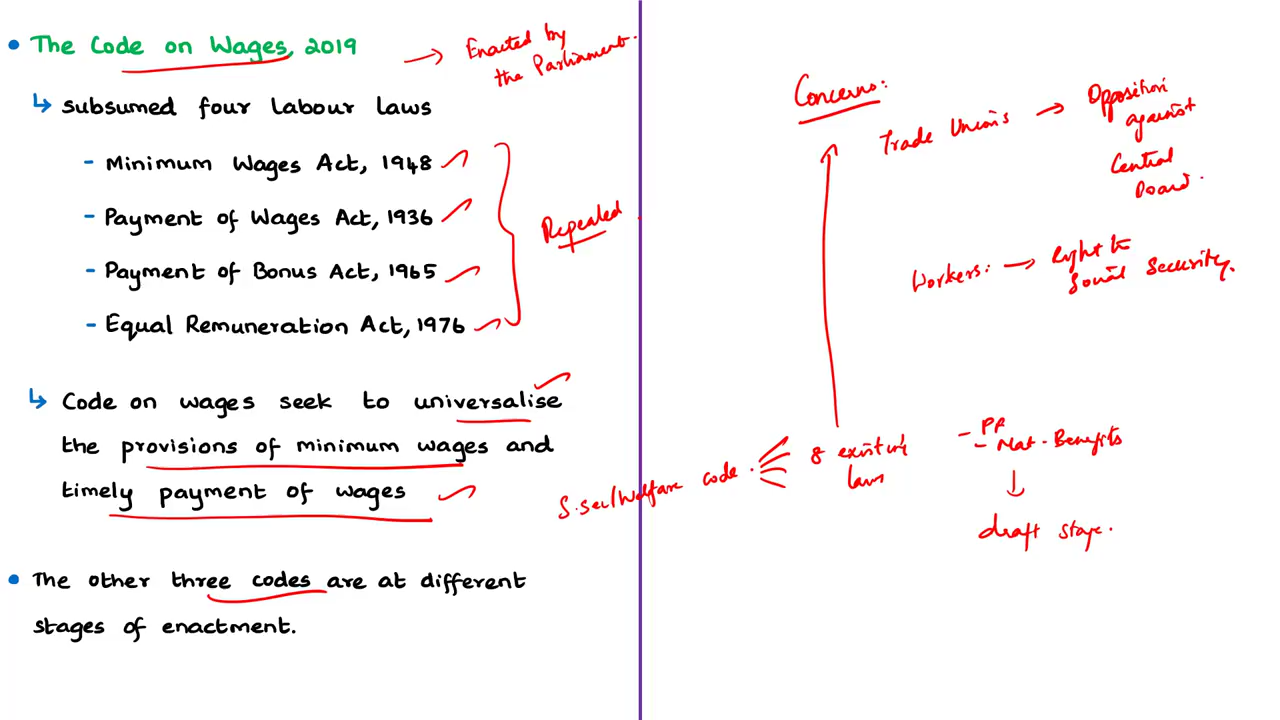 • The Code on Wages, 2019
→ Enacted by
the Parliament.
↳ subsumed four Labour laws
- Minimum Wages Act, 1948
- Payment of Wages Act, 1936
- Payment of Bonus Act, 1965
- Equal Remuneration Act, 1976
Repealed
↳ Code on wages seek to universalise
the provisions of minimum wages and
timely payment of wages
• The other three codes are at different
stages of enactment.
Concerns:
Trade Unions → Opposition
against
Central
Board.
Workers: → Right to
Social Security.
S.sec/Welfare code.
8 existing
laws
- PF
- Mat. Benefits
↓
draft stage.